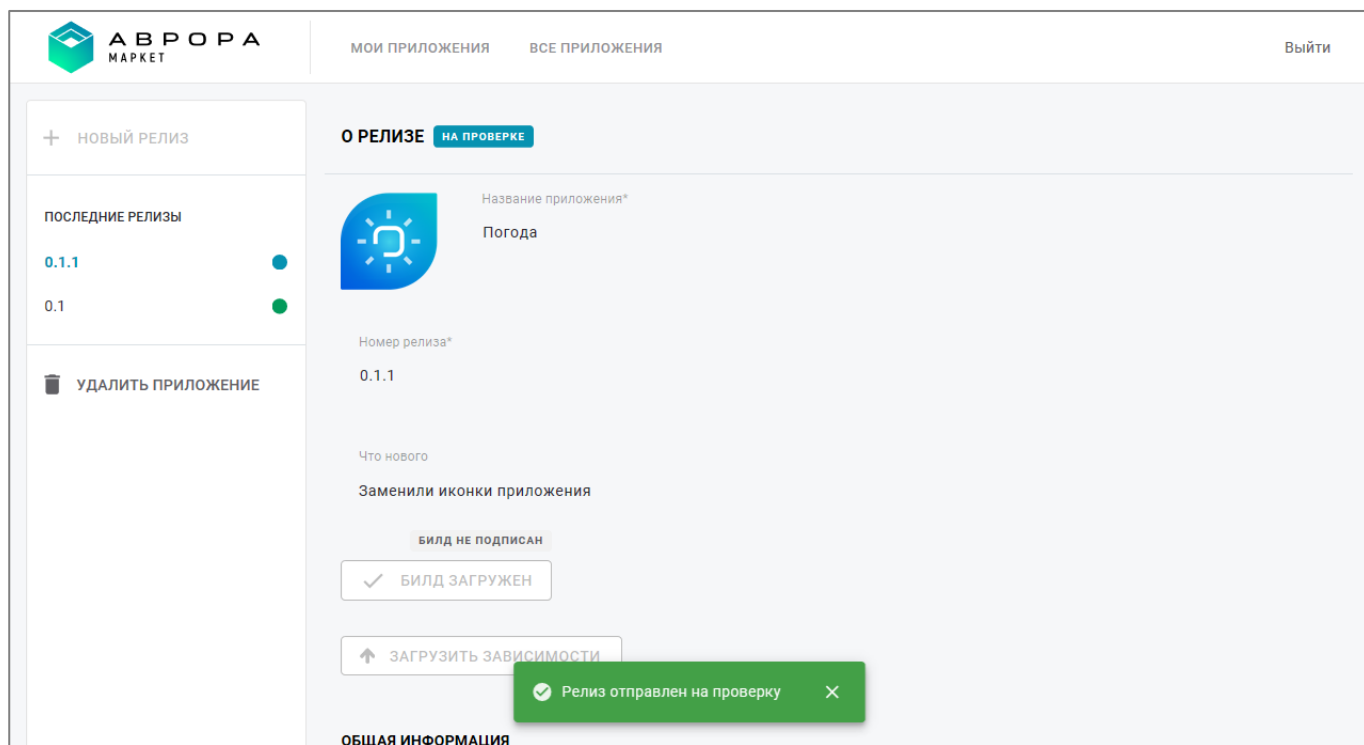 АВРОРА
МАРКЕТ
МОИ ПРИЛОЖЕНИЯ
ВСЕ ПРИЛОЖЕНИЯ
Выйти
НОВЫЙ РЕЛИЗ
ПОСЛЕДНИЕ РЕЛИЗЫ
0.1.1
0.1
УДАЛИТЬ ПРИЛОЖЕНИЕ
О РЕЛИЗЕ
НА ПРОВЕРКЕ
Название приложения*
Погода
Номер релиза*
0.1.1
Что нового
Заменили иконки приложения
БИЛД НЕ ПОДПИСАН
БИЛД ЗАГРУЖЕН
ЗАГРУЗИТЬ ЗАВИСИМОСТИ
Релиз отправлен на проверку
ОБЩАЯ ИНФОРМАЦИЯ